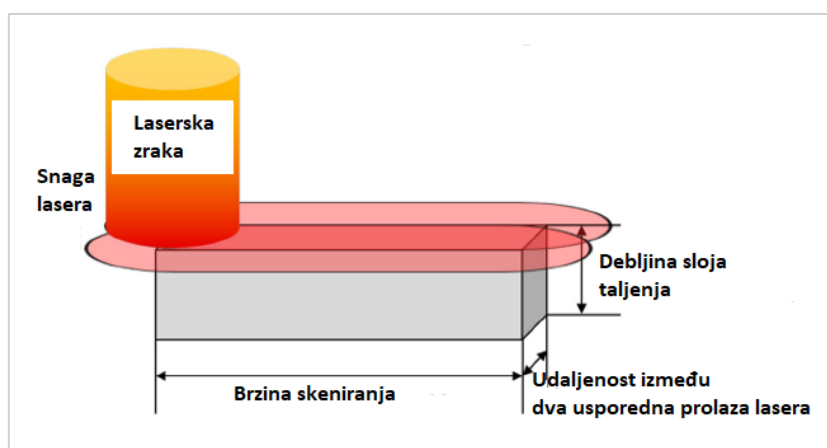 Laserska
zraka
Snaga
lasera
Debljina sloja
taljenja
Brzina skeniranja
Udaljenost između
dva usporedna prolaza lasera